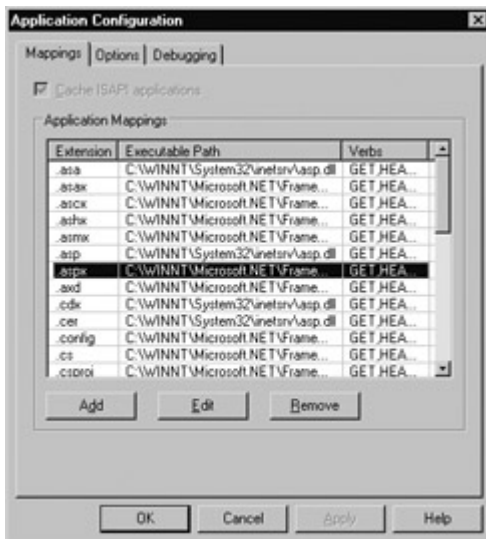 Application Configuration
Mappings Options Debugging
Cache ISAPI applications
Application Mappings
Extension Executable Path Verbs
.asa C:\WINNT\System32\inetsrv\asp.dll GET,HEA...
.asax C:\WINNT\Microsoft.NET\Frame... GET,HEA...
.ascx C:\WINNT\Microsoft.NET\Frame... GET,HEA...
.ashx C:\WINNT\Microsoft.NET\Frame... GET,HEA...
.asmx C:\WINNT\Microsoft.NET\Frame... GET,HEA...
.asp C:\WINNT\System32\inetsrv\asp.dll GET,HEA...
.aspx C:\WINNT\Microsoft.NET\Frame... GET,HEA...
.axd C:\WINNT\Microsoft.NET\Frame... GET,HEA...
.cdx C:\WINNT\System32\inetsrv\asp.dll GET,HEA...
.cer C:\WINNT\System32\inetsrv\asp.dll GET,HEA...
.config C:\WINNT\Microsoft.NET\Frame... GET,HEA...
.cs C:\WINNT\Microsoft.NET\Frame... GET,HEA...
.csproj C:\WINNT\Microsoft.NET\Frame... GET,HEA...
Add Edit Remove
OK Cancel Apply Help